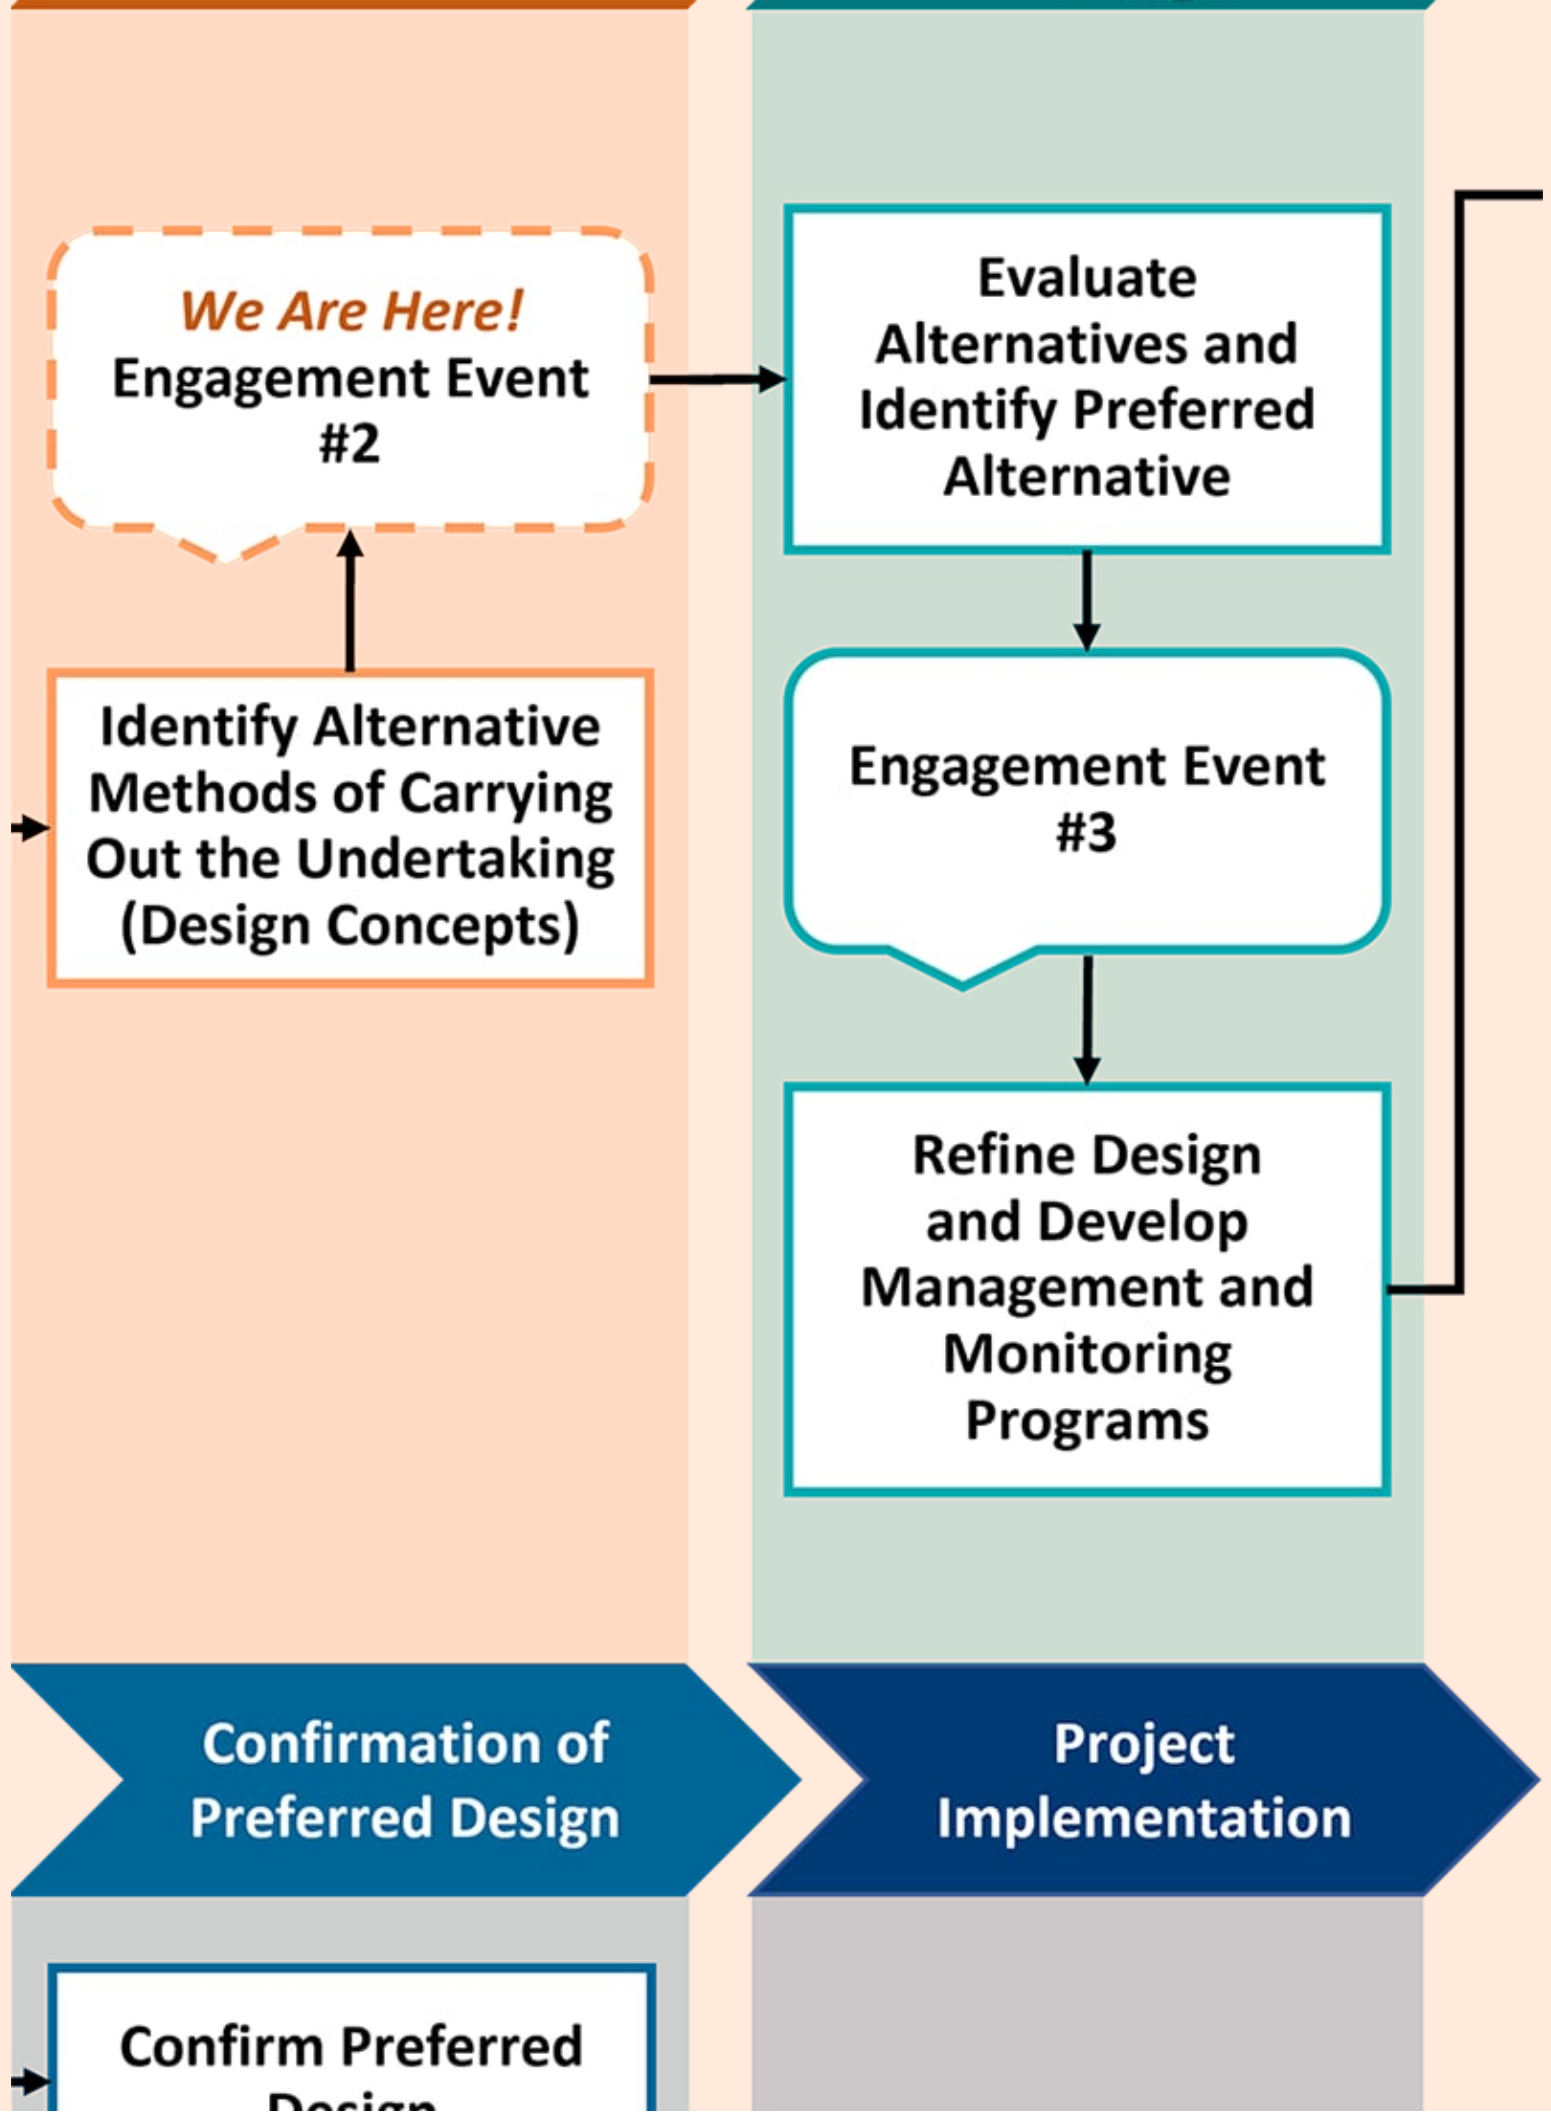 We Are Here!
Engagement Event
#2
Identify Alternative
Methods of Carrying
Out the Undertaking
(Design Concepts)
Evaluate
Alternatives and
Identify Preferred
Alternative
Engagement Event
#3
Refine Design
and Develop
Management and
Monitoring
Programs
Confirmation of
Preferred Design
Project
Implementation
Confirm Preferred
Design